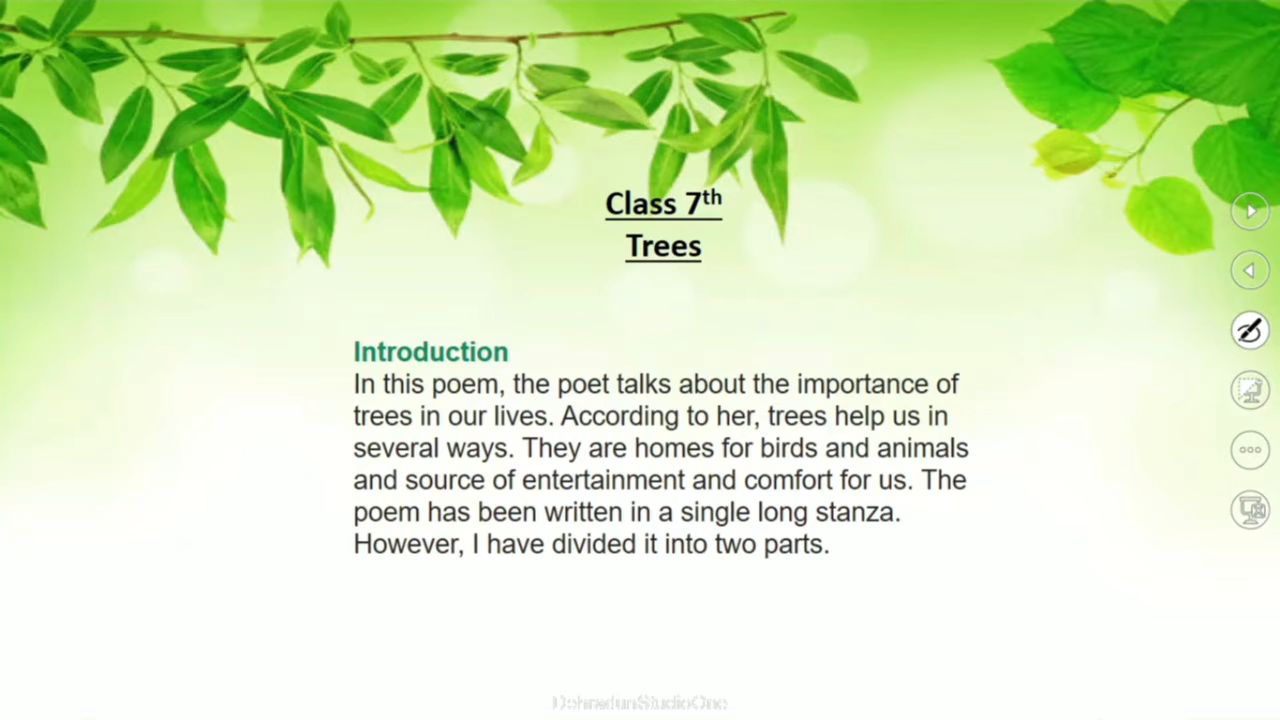 Class 7th
Trees
Introduction
In this poem, the poet talks about the importance of
trees in our lives. According to her, trees help us in
several ways. They are homes for birds and animals
and source of entertainment and comfort for us. The
poem has been written in a single long stanza.
However, I have divided it into two parts.
DehradunStudioOne